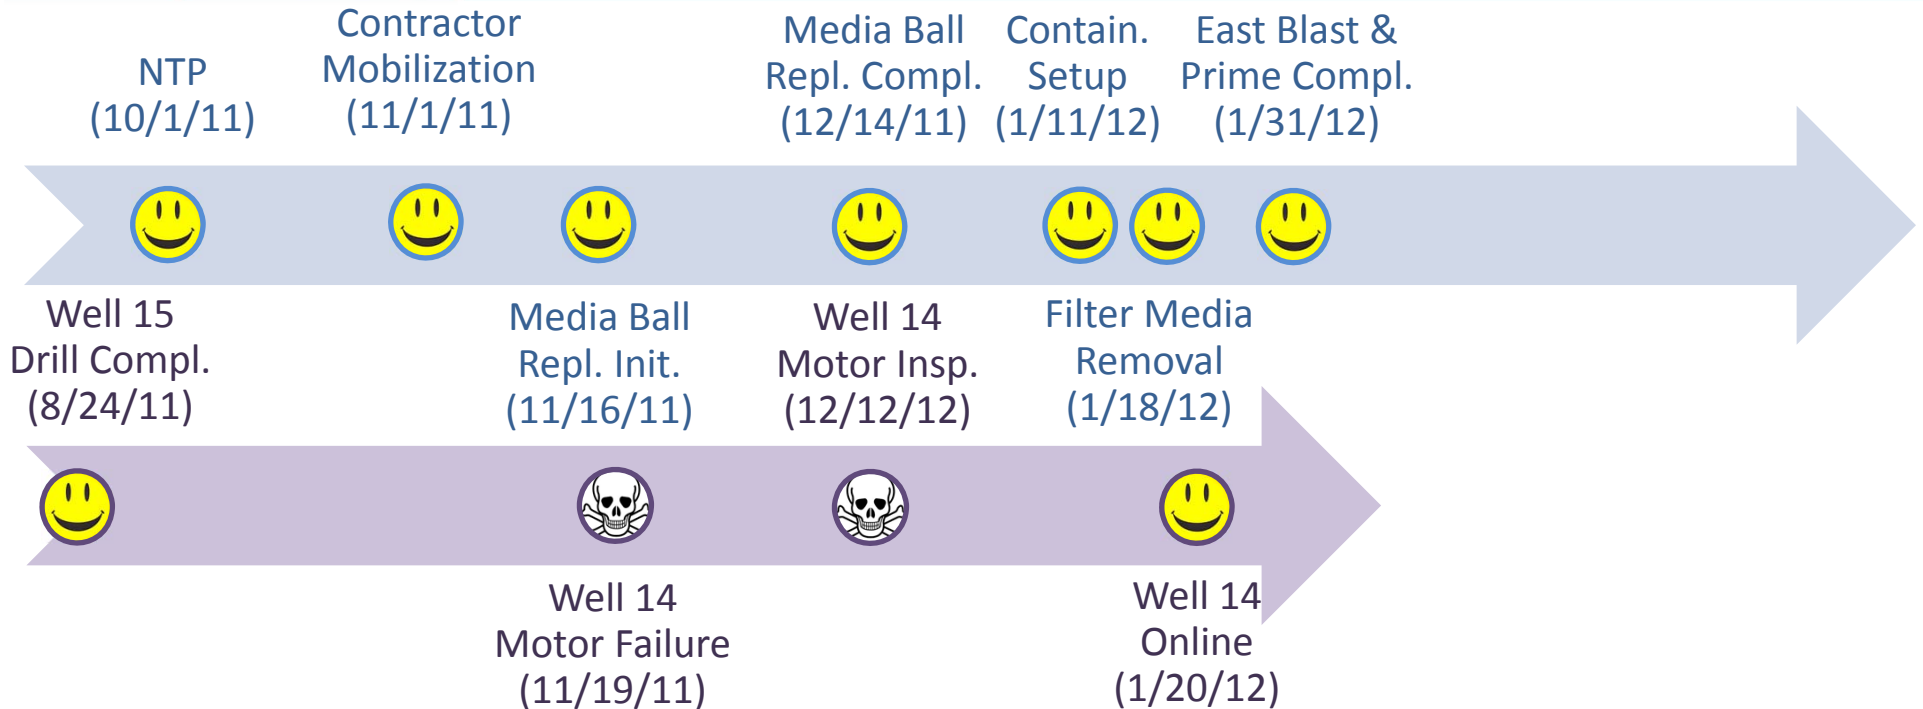 NTP
(10/1/11)
Contractor
Mobilization
(11/1/11)
Media Ball
Repl. Compl.
(12/14/11)
Contain.
Setup
(1/11/12)
East Blast &
Prime Compl.
(1/31/12)
Well 15
Drill Compl.
(8/24/11)
Media Ball
Repl. Init.
(11/16/11)
Well 14
Motor Insp.
(12/12/12)
Filter Media
Removal
(1/18/12)
Well 14
Motor Failure
(11/19/11)
Well 14
Online
(1/20/12)